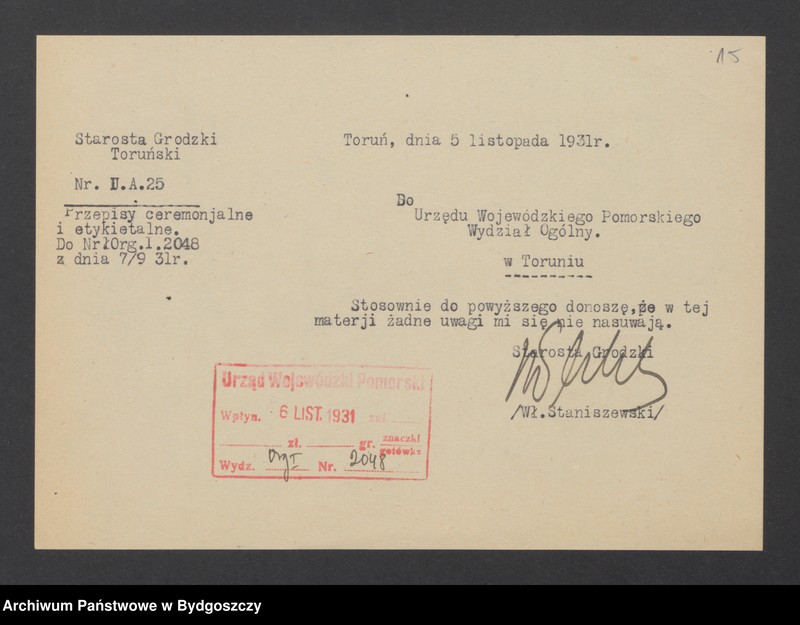 15
Starosta Grodzki
Toruński
Nr. II.A.25
Przepisy ceremonjalne
i etykietalne.
Do Nr.Org.I.2048
z dnia 7/9 31r.
Toruń, dnia 5 listopada 1931r.
Do
Urzędu Wojewódzkiego Pomorskiego
Wydział Ogólny.
w Toruniu
Stosownie do powyższego donoszę,że w tej
materji żadne uwagi mi się nie nasuwają.
Starosta Grodzki
/Wł.Staniszewski/
Urząd Wojewódzki Pomorski
Wpłyn. 6 LIST. 1931 zał
zł. gr. znaczki
gotówka
Wydz. Org I Nr. 2048
Archiwum Państwowe w Bydgoszczy